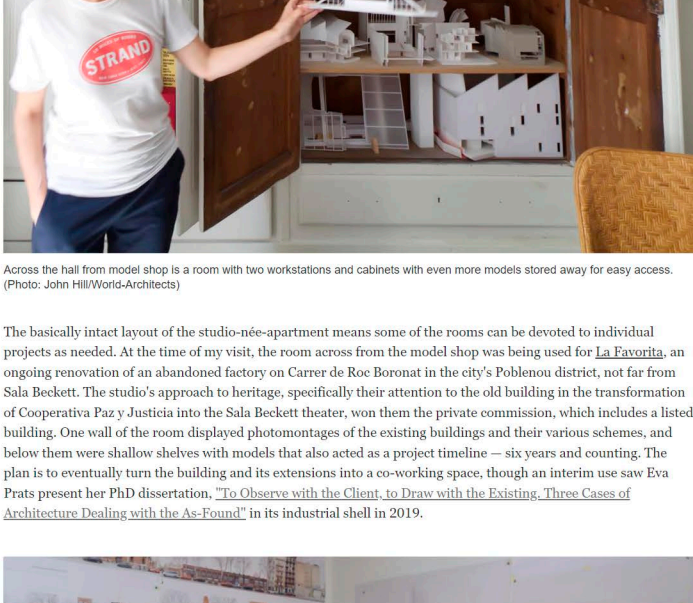 STRAND
Across the hall from model shop is a room with two workstations and cabinets with even more models stored away for easy access.
(Photo: John Hill/World-Architects)
The basically intact layout of the studio-née-apartment means some of the rooms can be devoted to individual
projects as needed. At the time of my visit, the room across from the model shop was being used for La Favorita, an
ongoing renovation of an abandoned factory on Carrer de Roc Boronat in the city's Poblenou district, not far from
Sala Beckett. The studio's approach to heritage, specifically their attention to the old building in the transformation
of Cooperativa Paz y Justicia into the Sala Beckett theater, won them the private commission, which includes a listed
building. One wall of the room displayed photomontages of the existing buildings and their various schemes, and
below them were shallow shelves with models that also acted as a project timeline — six years and counting. The
plan is to eventually turn the building and its extensions into a co-working space, though an interim use saw Eva
Prats present her PhD dissertation, "To Observe with the Client, to Draw with the Existing. Three Cases of
Architecture Dealing with the As-Found" in its industrial shell in 2019.